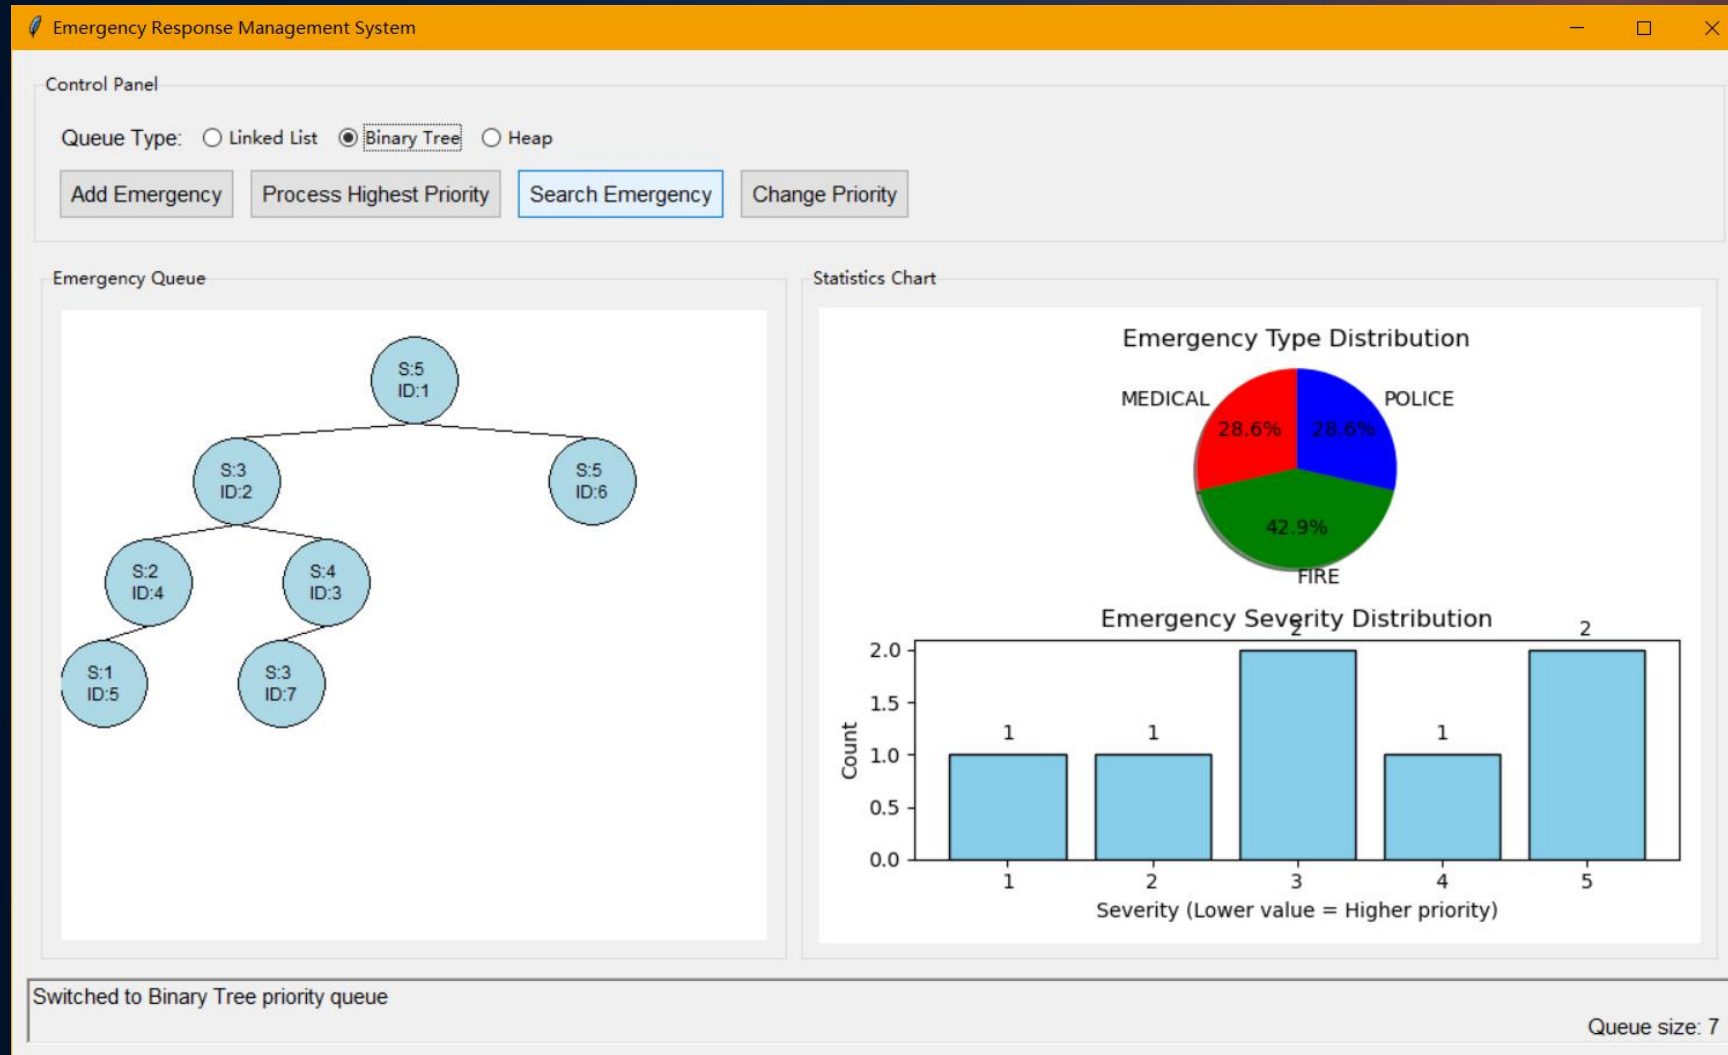 Emergency Response Management System
Control Panel
Queue Type: Linked List Binary Tree Heap
Add Emergency Process Highest Priority Search Emergency Change Priority
Emergency Queue
S:5
ID:1
S:3
ID:2
S:5
ID:6
S:2
ID:4
S:4
ID:3
S:1
ID:5
S:3
ID:7
Statistics Chart
Emergency Type Distribution
MEDICAL
POLICE
28.6%
28.6%
42.9%
FIRE
Emergency Severity Distribution
2
2
2.0
1.5
1
1
1
Count
1.0
0.5
0.0
1 2 3 4 5
Severity (Lower value = Higher priority)
Switched to Binary Tree priority queue
Queue size: 7